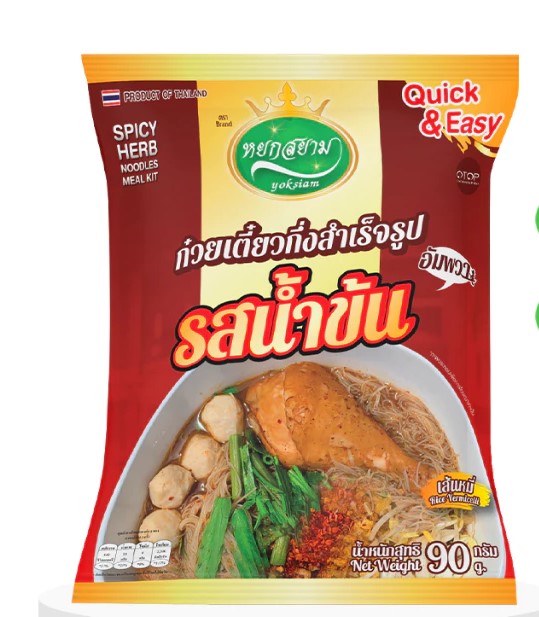 PRODUCT OF THAILAND
Quick
& Easy
SPICY
HERB
NOODLES
MEAL KIT
ตรา
หยกสยาม
yoksiam
OTOP
ก๋วยเตี๋ยวกึ่งสำเร็จรูป
อัมพวา
รสน้ำข้น
เส้นหมี่
Rice Vermicelli
น้ำหนักสุทธิ 90 กรัม
Net Weight g.